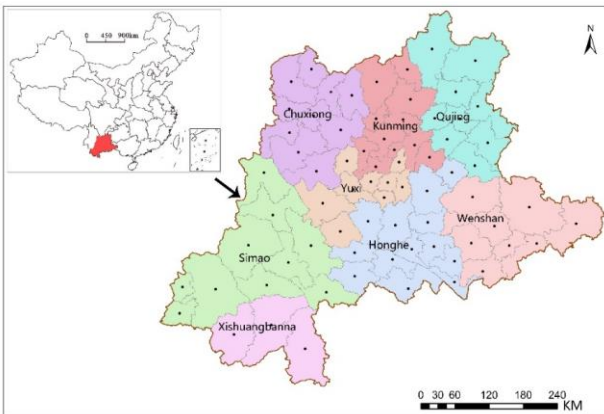 0 450 900km
N
Chuxiong
Kunming
Qujing
Yuxi
Wenshan
Honghe
Simao
Xishuangbanna
0 30 60 120 180 240
KM